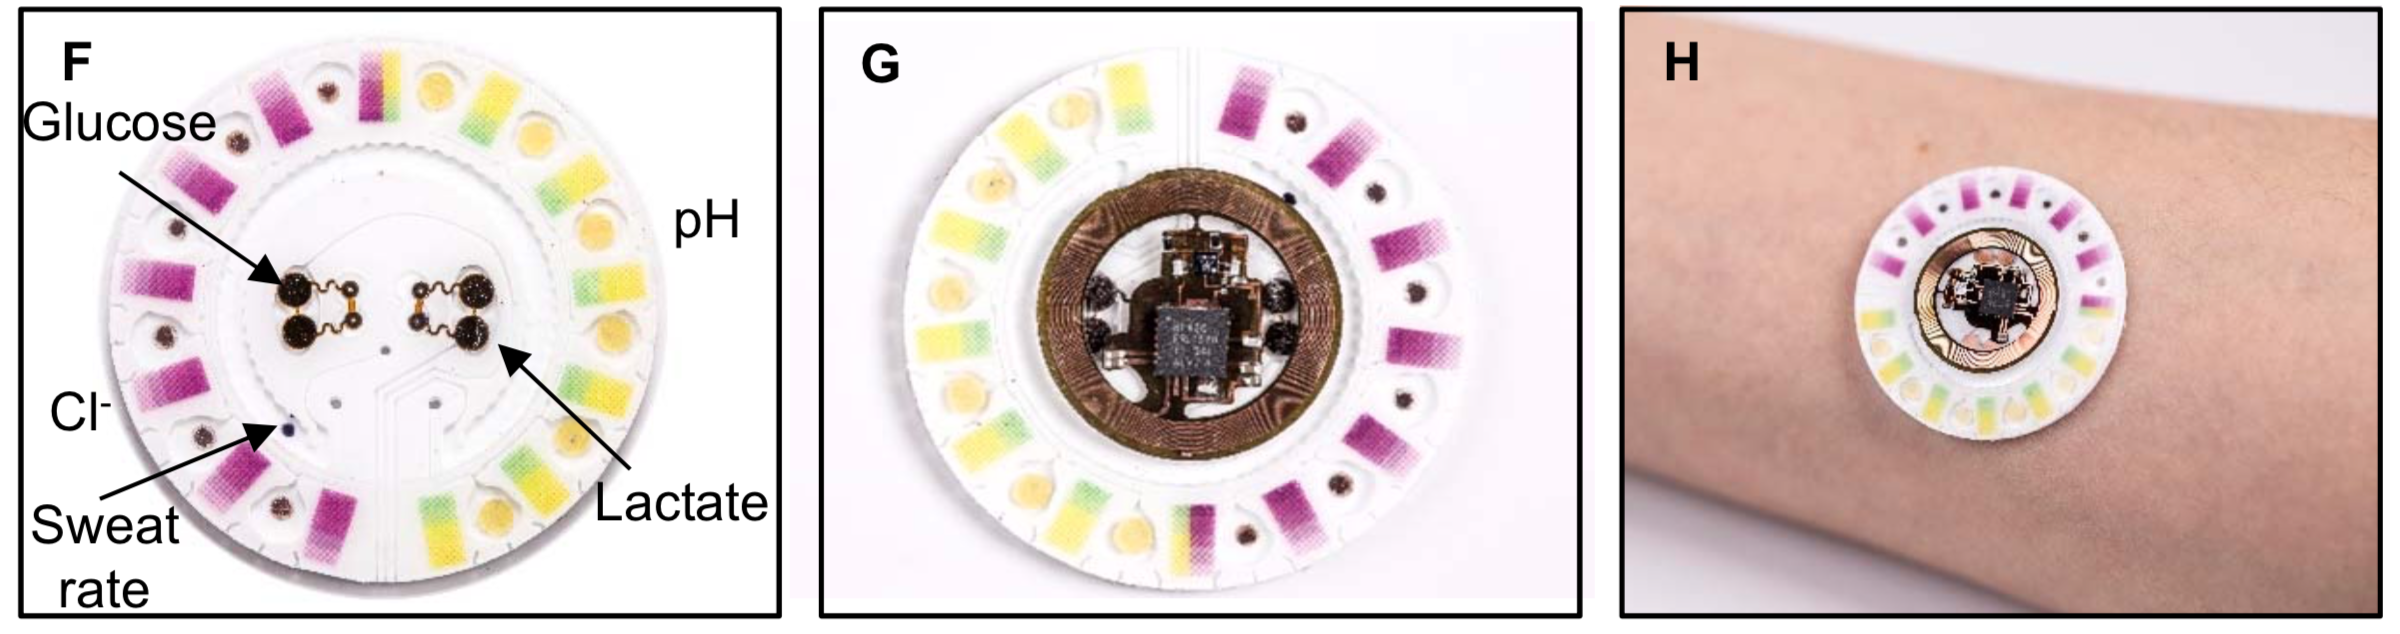 F
Glucose
pH
Cl-
Sweat
rate
Lactate
G
H